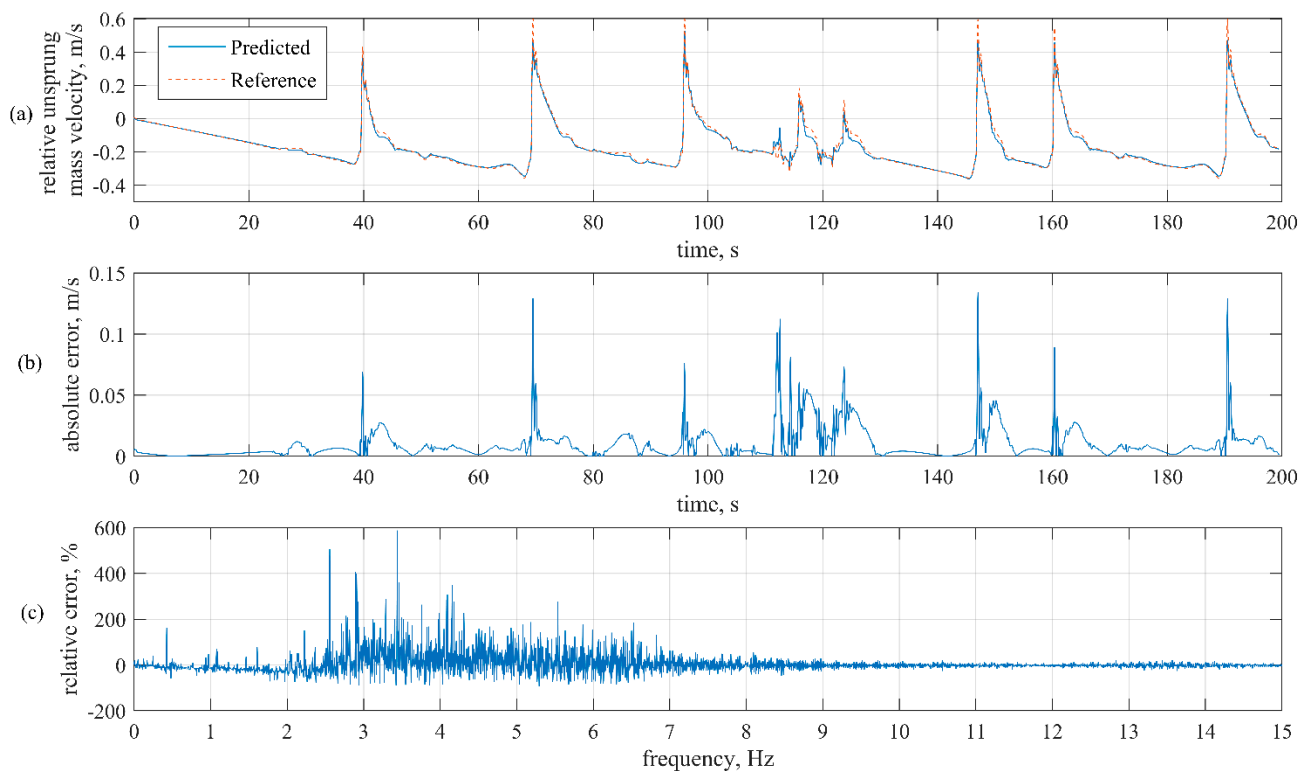 0.6
Predicted
0.4
Reference
0.2
(a)
relative unsprung
mass velocity, m/s
0
-0.2
-0.4
0 20 40 60 80 100 120 140 160 180 200
time, s
0.15
0.1
(b)
absolute error, m/s
0.05
0
0 20 40 60 80 100 120 140 160 180 200
time, s
600
400
(c)
relative error, %
200
0
-200
0 1 2 3 4 5 6 7 8 9 10 11 12 13 14 15
frequency, Hz